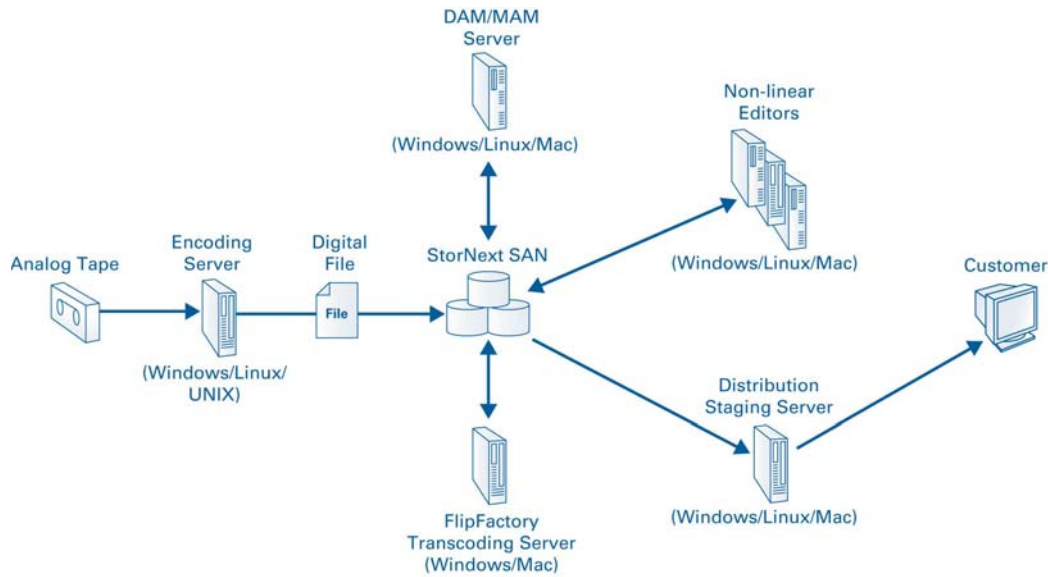 DAM/MAM
Server
(Windows/Linux/Mac)
Non-linear
Editors
(Windows/Linux/Mac)
Analog Tape
Encoding
Server
(Windows/Linux/
UNIX)
Digital
File
File
StorNext SAN
Customer
Distribution
Staging Server
(Windows/Linux/Mac)
FlipFactory
Transcoding Server
(Windows/Mac)